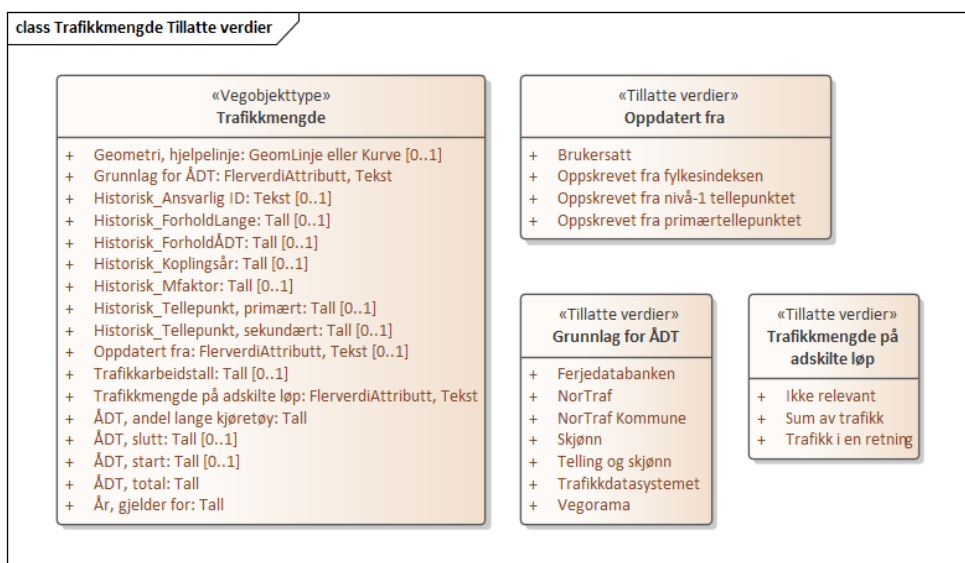 class Trafikkmengde Tillatte verdier
«Vegobjekttype»
Trafikkmengde
+ Geometri, hjelpelinje: GeomLinje eller Kurve [0..1]
+ Grunnlag for ÅDT: FlerverdiAttributt, Tekst
+ Historisk_Ansvarlig ID: Tekst [0..1]
+ Historisk_ForholdLange: Tall [0..1]
+ Historisk_ForholdÅDT: Tall [0..1]
+ Historisk_Koplingsår: Tall [0..1]
+ Historisk_Mfaktor: Tall [0..1]
+ Historisk_Tellepunkt, primært: Tall [0..1]
+ Historisk_Tellepunkt, sekundært: Tall [0..1]
+ Oppdatert fra: FlerverdiAttributt, Tekst [0..1]
+ Trafikkarbeidstall: Tall [0..1]
+ Trafikkmengde på adskilte løp: FlerverdiAttributt, Tekst
+ ÅDT, andel lange kjøretøy: Tall
+ ÅDT, slutt: Tall [0..1]
+ ÅDT, start: Tall [0..1]
+ ÅDT, total: Tall
+ År, gjelder for: Tall
«Tillatte verdier»
Oppdatert fra
+ Brukersatt
+ Oppskrevet fra fylkesindeksen
+ Oppskrevet fra nivå-1 tellepunktet
+ Oppskrevet fra primærtellepunktet
«Tillatte verdier»
Grunnlag for ÅDT
+ Ferjedatabanken
+ NorTraf
+ NorTraf Kommune
+ Skjønn
+ Telling og skjønn
+ Trafikkdatasystemet
+ Vegorama
«Tillatte verdier»
Trafikkmengde på
adskilte løp
+ Ikke relevant
+ Sum av trafikk
+ Trafikk i en retning